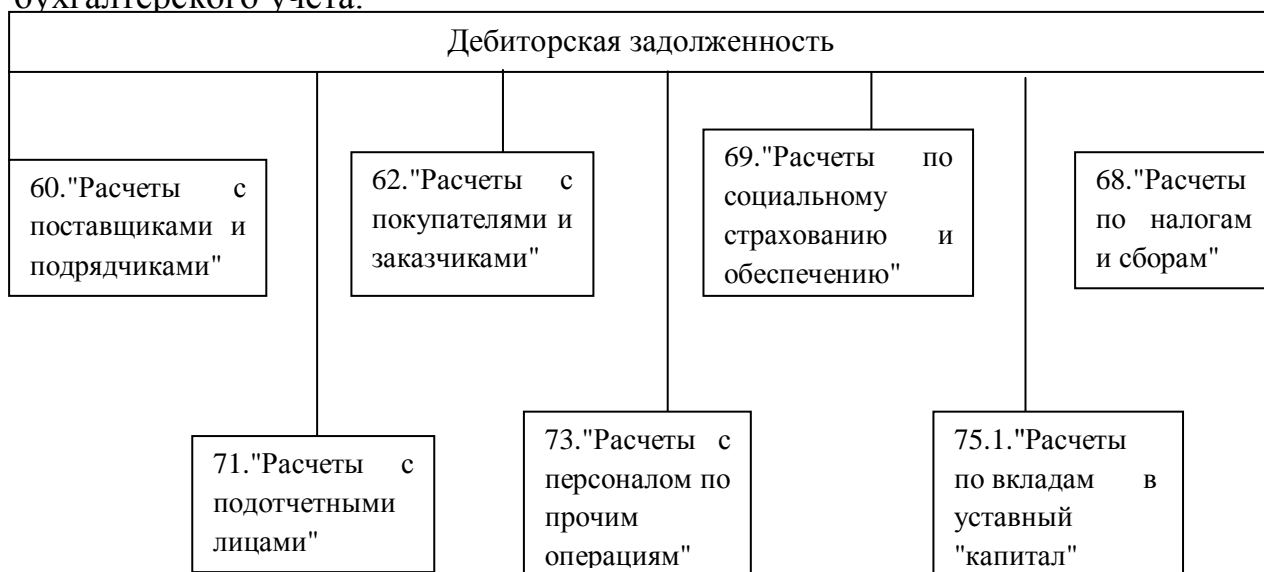 бухгалтерского учета.
Дебиторская задолженность
60."Расчеты с
поставщиками и
подрядчиками"
62."Расчеты с
покупателями и
заказчиками"
69."Расчеты по
социальному
страхованию и
обеспечению"
68."Расчеты
по налогам
и сборам"
71."Расчеты с
подотчетными
лицами"
73."Расчеты с
персоналом по
прочим
операциям"
75.1."Расчеты
по вкладам в
уставный
"капитал"